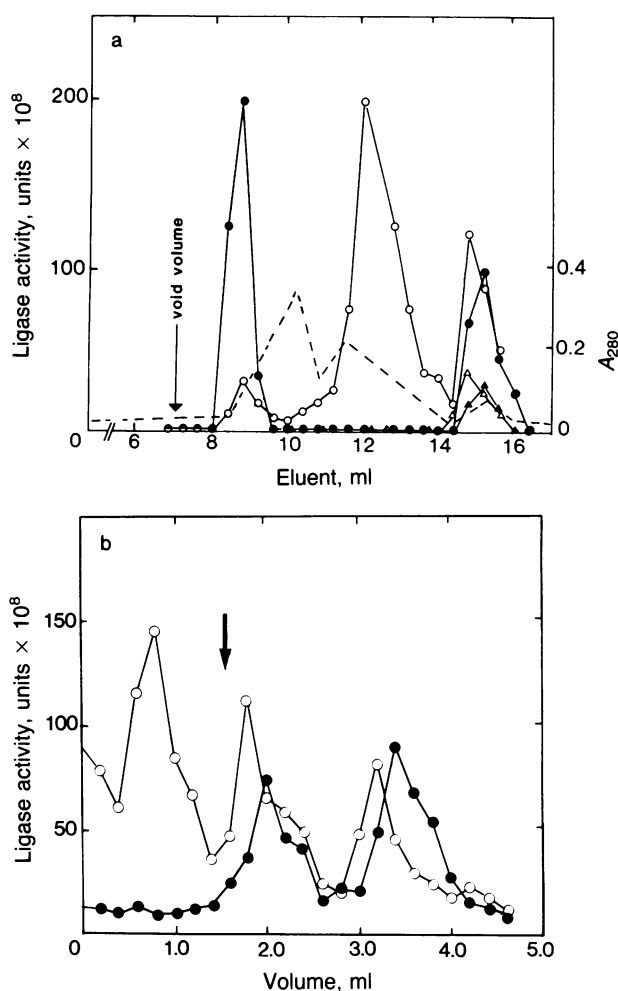 a
200
100
0
Ligase activity, units × 10⁸
void volume
0.4
0.2
0
A₂₈₀
6
8
10
12
14
16
Eluent, ml
b
150
100
50
Ligase activity, units × 10⁸
0
1.0
2.0
3.0
4.0
5.0
Volume, ml